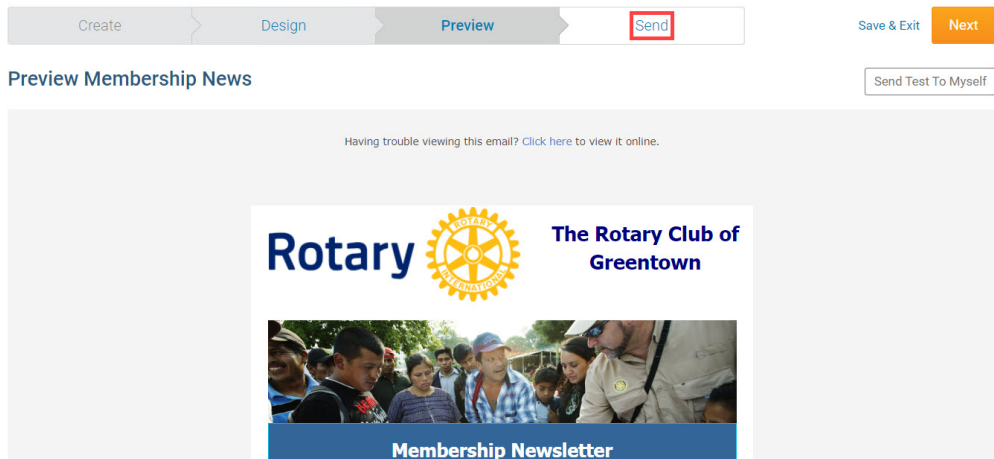 Create
Design
Preview
Send
Save & Exit
Next
Preview Membership News
Send Test To Myself
Having trouble viewing this email? Click here to view it online.
Rotary
ROTARY
INTERNATIONAL
The Rotary Club of
Greentown
Membership Newsletter